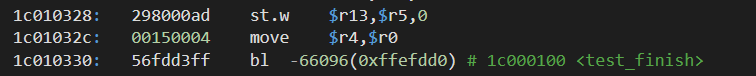 1c010328: 298000ad st.w $r13,$r5,0
1c01032c: 00150004 move $r4,$r0
1c010330: 56fdd3ff bl -66096(0xffefdd0) # 1c000100 <test_finish>